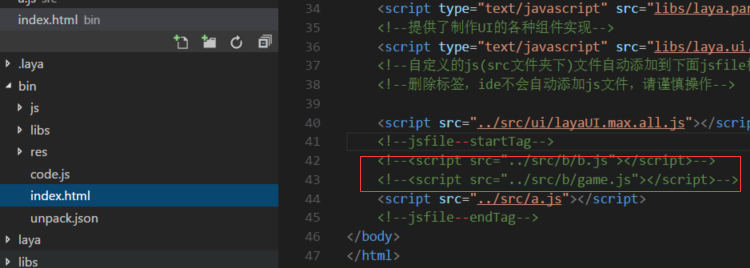 a.js src
index.html bin
.laya
bin
js
libs
res
code.js
index.html
unpack.json
laya
libs
34 <script type="text/javascript" src="libs/laya.par
35 <!--提供了制作UI的各种组件实现-->
36 <script type="text/javascript" src="libs/laya.ui.
37 <!--自定义的js(src文件夹下)文件自动添加到下面jsfile
38 <!--删除标签，ide不会自动添加js文件，请谨慎操作-->
39
40 <script src="../src/ui/layaUI.max.all.js"></scrip
41 <!--jsfile--startTag-->
42 <!--<script src="../src/b/b.js"></script>-->
43 <!--<script src="../src/b/game.js"></script>-->
44 <script src="../src/a.js"></script>
45 <!--jsfile--endTag-->
46 </body>
47 </html>